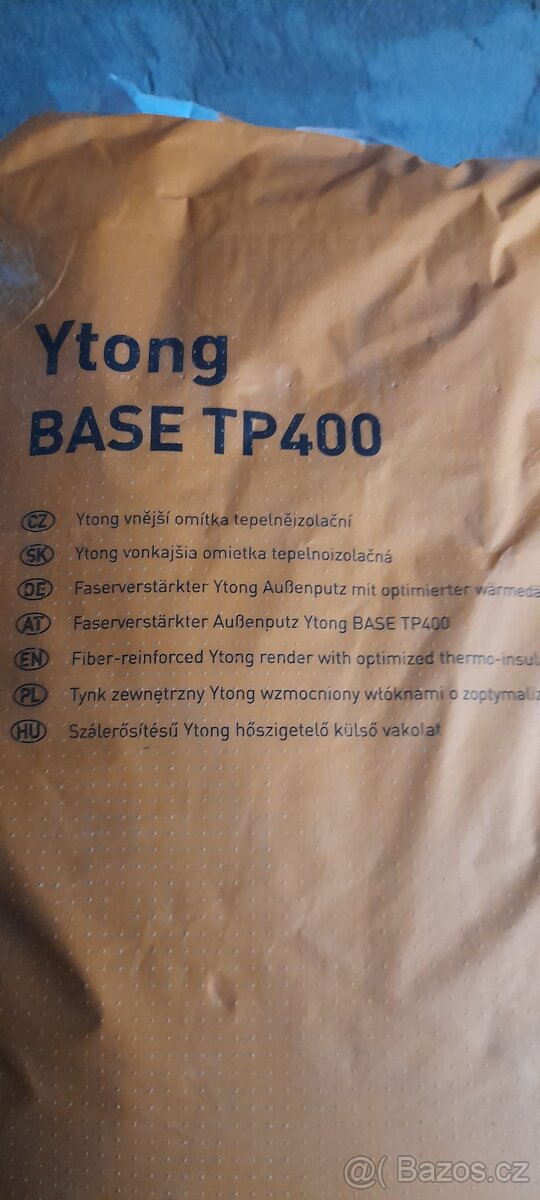 Ytong
BASE TP400
CZ Ytong vnější omítka tepelněizolační
SK Ytong vonkajšia omietka tepelnoizolačná
DE Faserverstärkter Ytong Außenputz mit optimierter
AT Faserverstärkter Außenputz Ytong BASE TP400
EN Fiber-reinforced Ytong render with optimized
PL Tynk zewnętrzny Ytong wzmocniony włóknami o
HU Szálerősítésű Ytong hőszigetelő külső vakolat
@( Bazos.cz